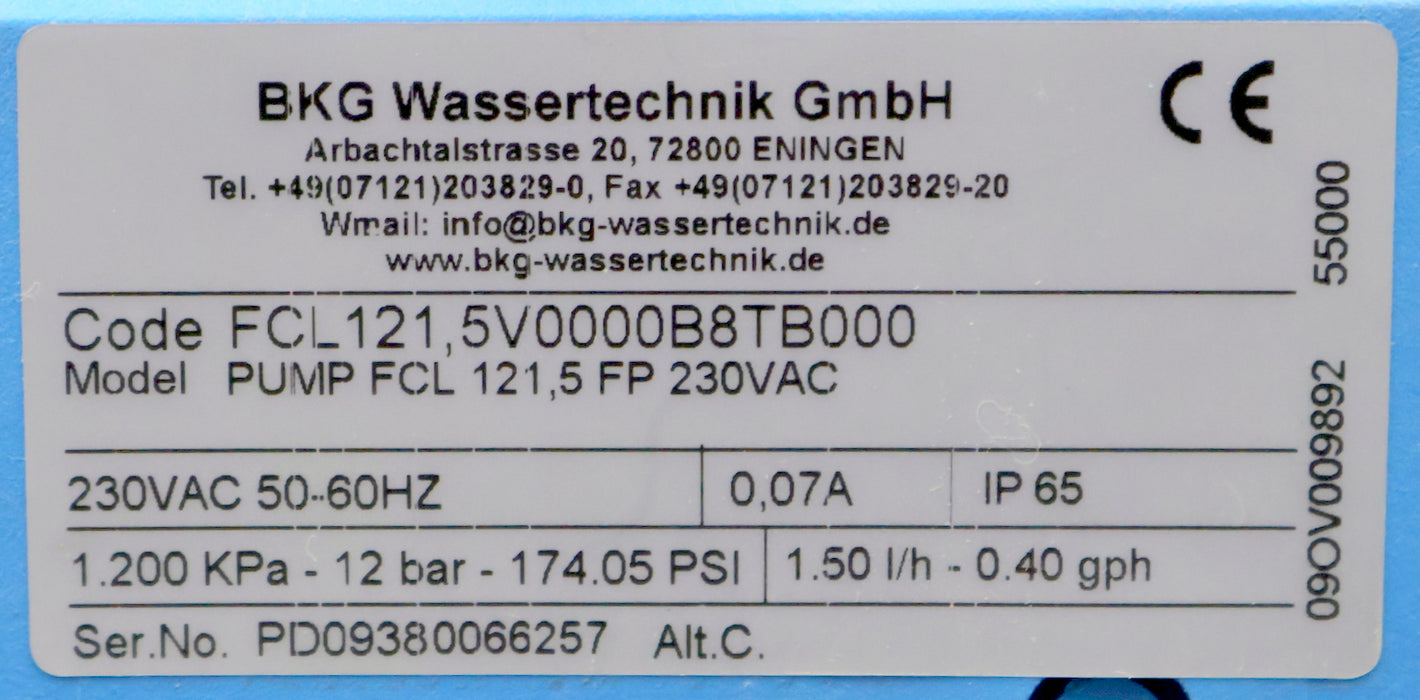 BKG Wassertechnik GmbH
Arbachtalstrasse 20, 72800 ENINGEN
Tel. +49(07121)203829-0, Fax +49(07121)203829-20
Wmail: info@bkg-wassertechnik.de
www.bkg-wassertechnik.de
CE
Code FCL121,5V0000B8TB000
Model PUMP FCL 121,5 FP 230VAC
230VAC 50-60HZ 0,07A IP 65
1.200 KPa - 12 bar - 174.05 PSI 1.50 l/h - 0.40 gph
Ser.No. PD09380066257 Alt.C.
09OV009892 55000